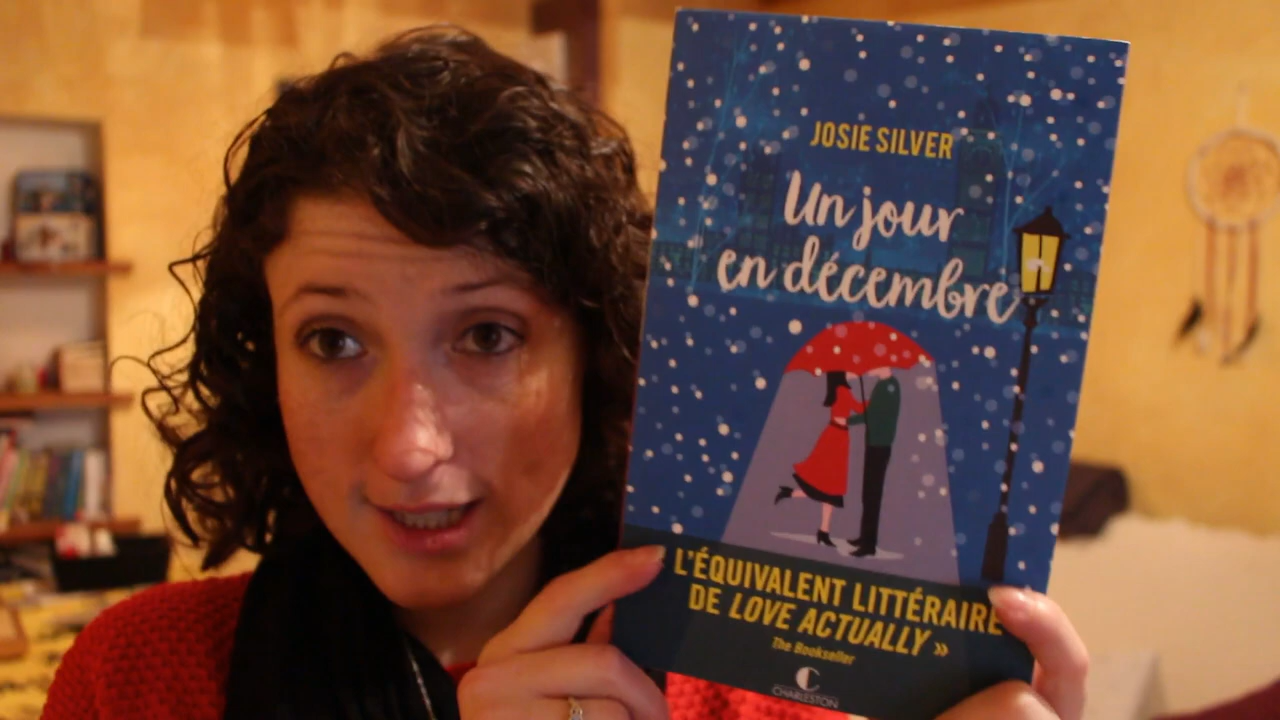 JOSIE SILVER
Un jour
en décembre
L'ÉQUIVALENT LITTÉRAIRE
DE LOVE ACTUALLY »
The Bookseller
C
CHARLESTON